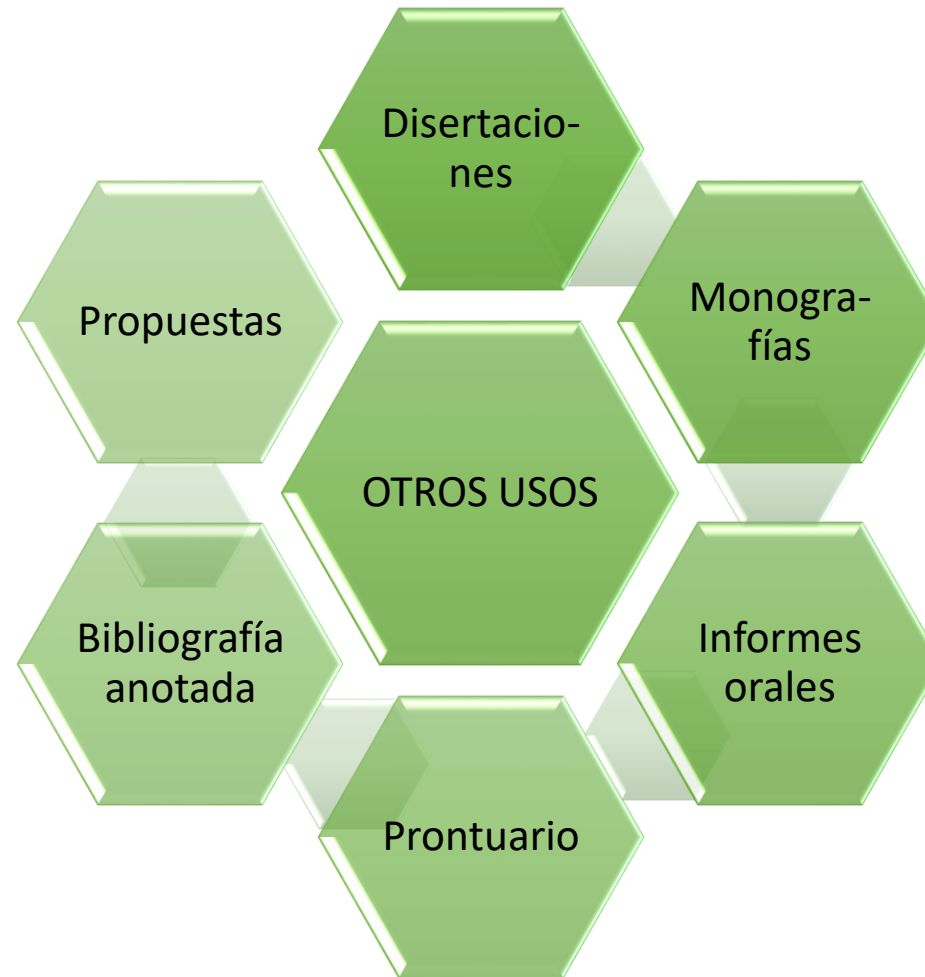 Disertacio-
nes
Monogra-
fías
Informes
orales
Prontuario
Bibliografía
anotada
Propuestas
OTROS USOS